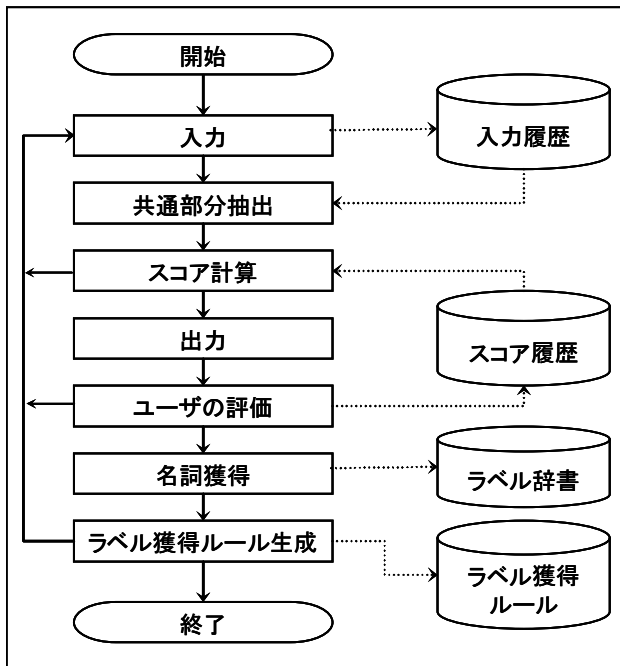 開始
入力
共通部分抽出
スコア計算
出力
ユーザの評価
名詞獲得
ラベル獲得ルール生成
終了
入力履歴
スコア履歴
ラベル辞書
ラベル獲得
ルール